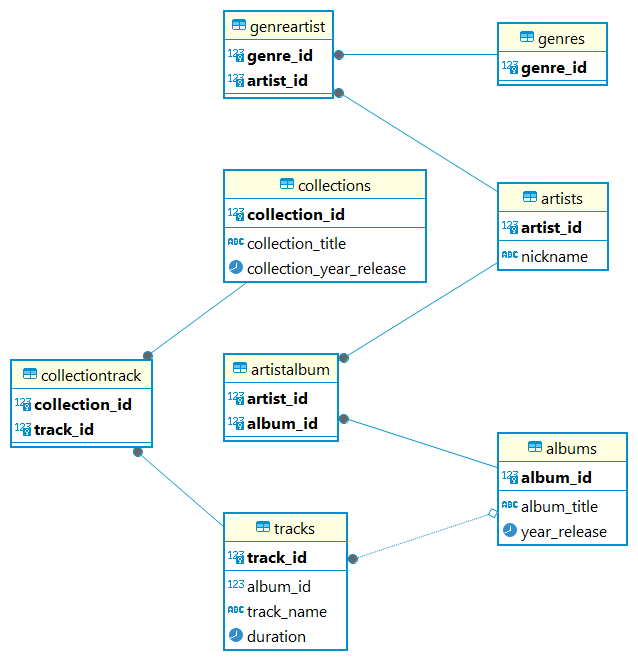 genreartist
123 genre_id
123 artist_id
genres
123 genre_id
collections
123 collection_id
ABC collection_title
collection_year_release
artists
123 artist_id
ABC nickname
collectiontrack
123 collection_id
123 track_id
artistalbum
123 artist_id
123 album_id
albums
123 album_id
ABC album_title
year_release
tracks
123 track_id
123 album_id
ABC track_name
duration